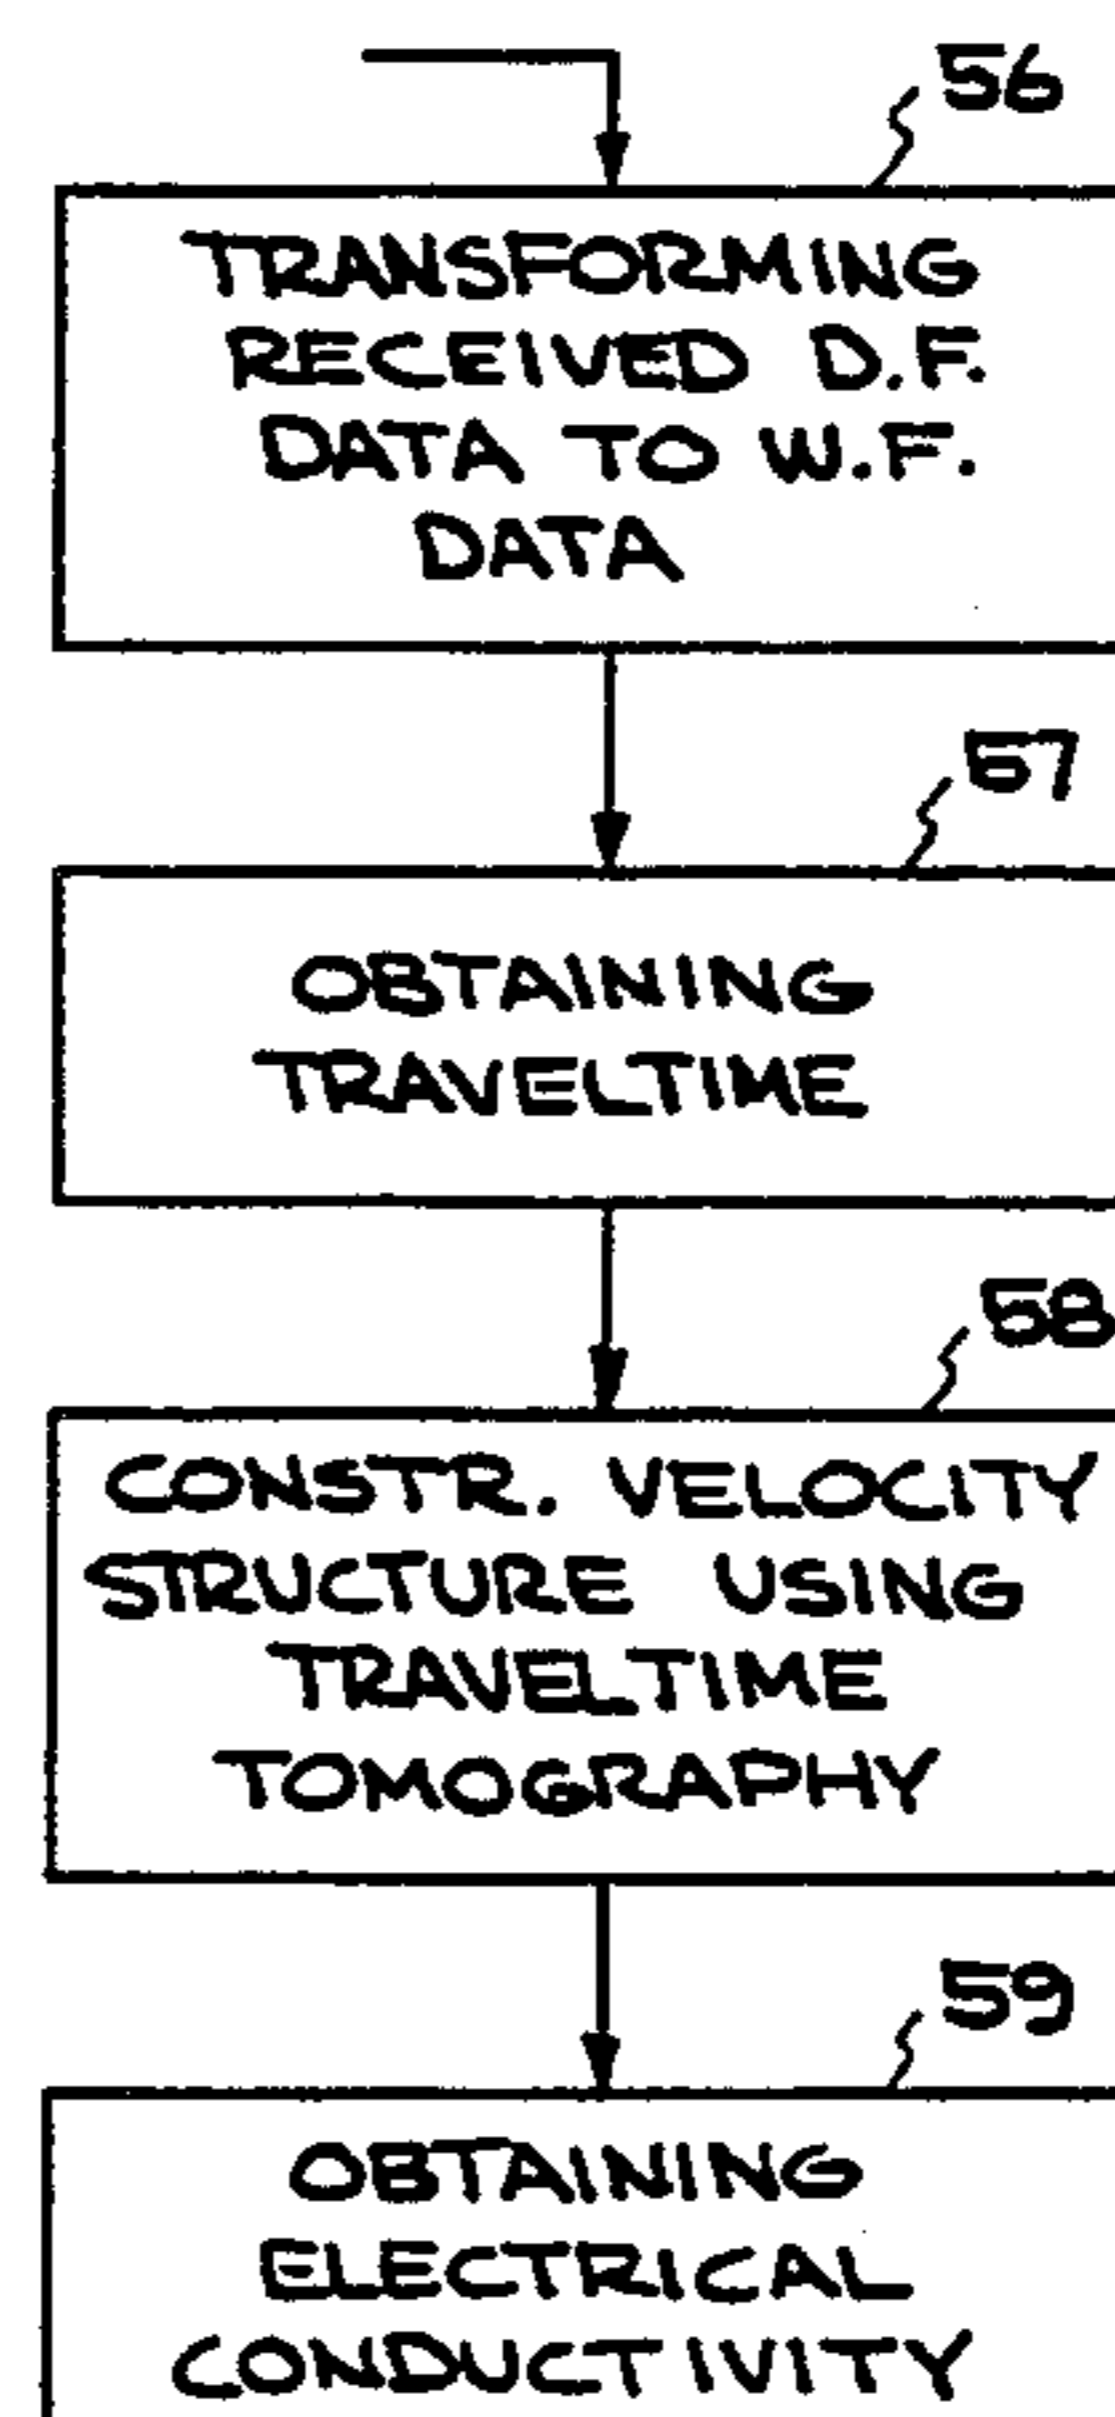 56
TRANSFORMING
RECEIVED D.F.
DATA TO W.F.
DATA
57
OBTAINING
TRAVELTIME
58
CONSTR. VELOCITY
STRUCTURE USING
TRAVELTIME
TOMOGRAPHY
59
OBTAINING
ELECTRICAL
CONDUCTIVITY